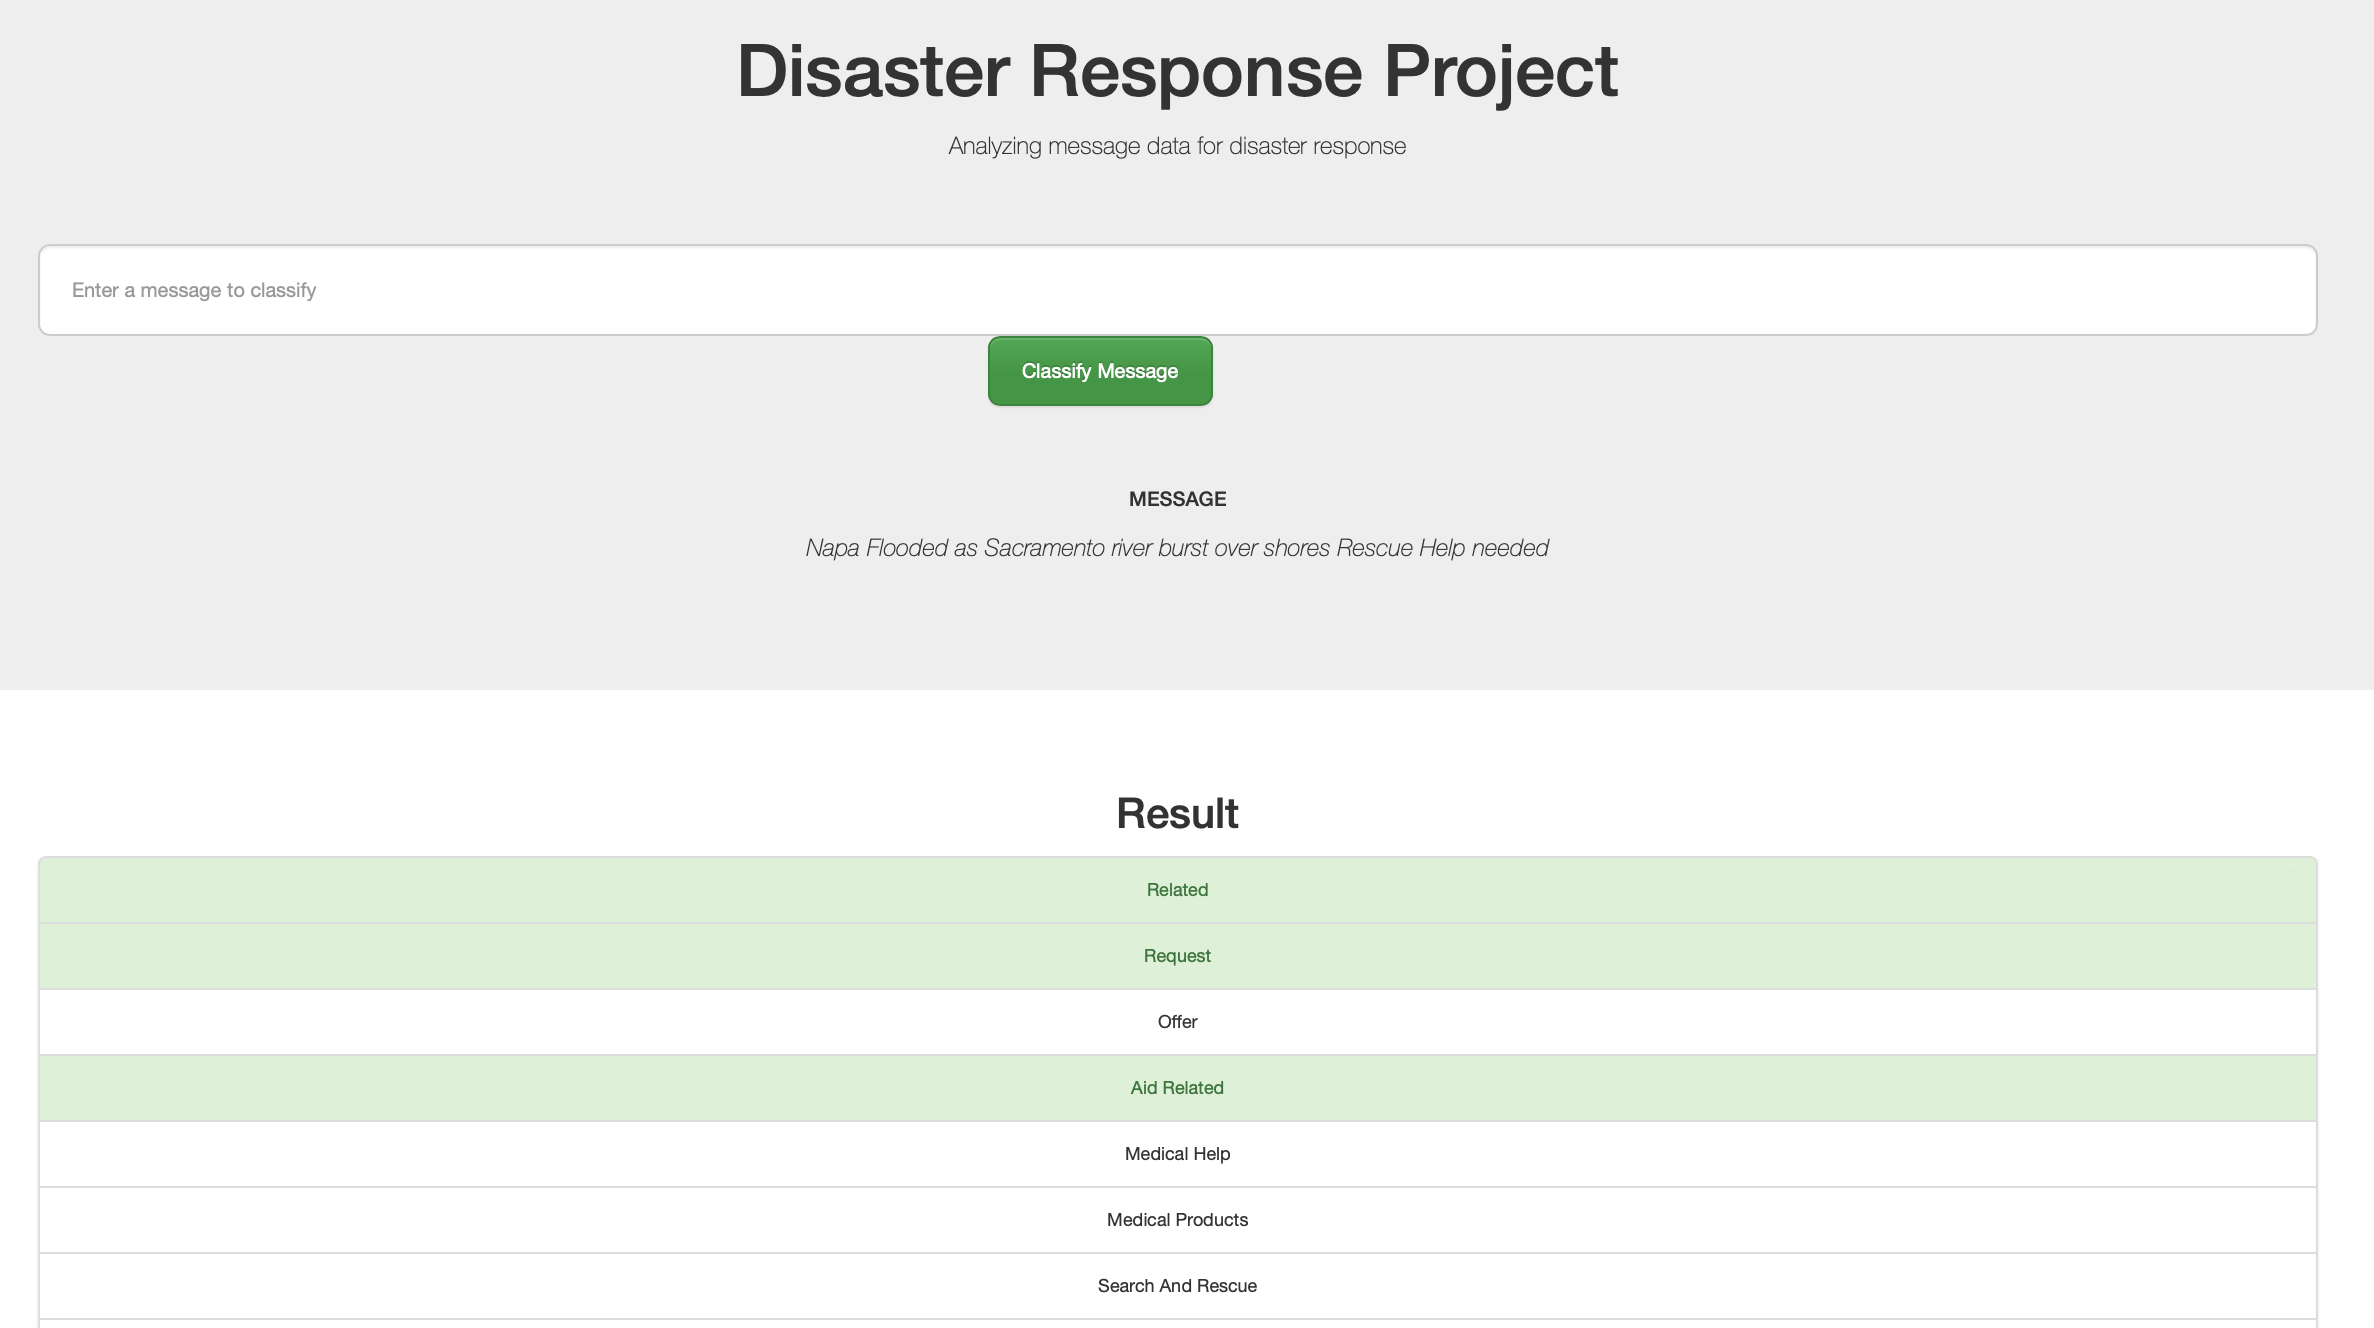 Disaster Response Project
Analyzing message data for disaster response
Enter a message to classify
Classify Message
MESSAGE
Napa Flooded as Sacramento river burst over shores Rescue Help needed
Result
Related
Request
Offer
Aid Related
Medical Help
Medical Products
Search And Rescue